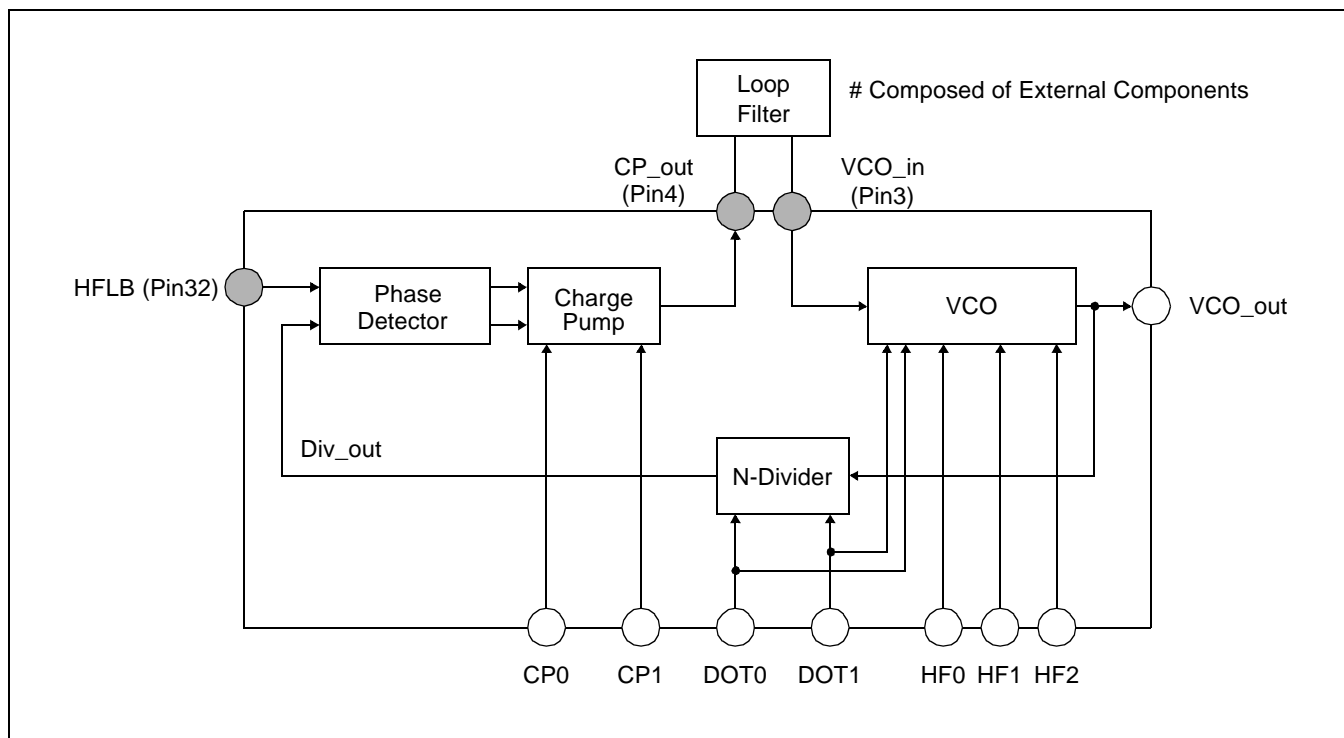 Loop
Filter
# Composed of External Components
CP_out
(Pin4)
VCO_in
(Pin3)
HFLB (Pin32)
Phase
Detector
Charge
Pump
VCO
VCO_out
Div_out
N-Divider
CP0
CP1
DOT0
DOT1
HF0
HF1
HF2